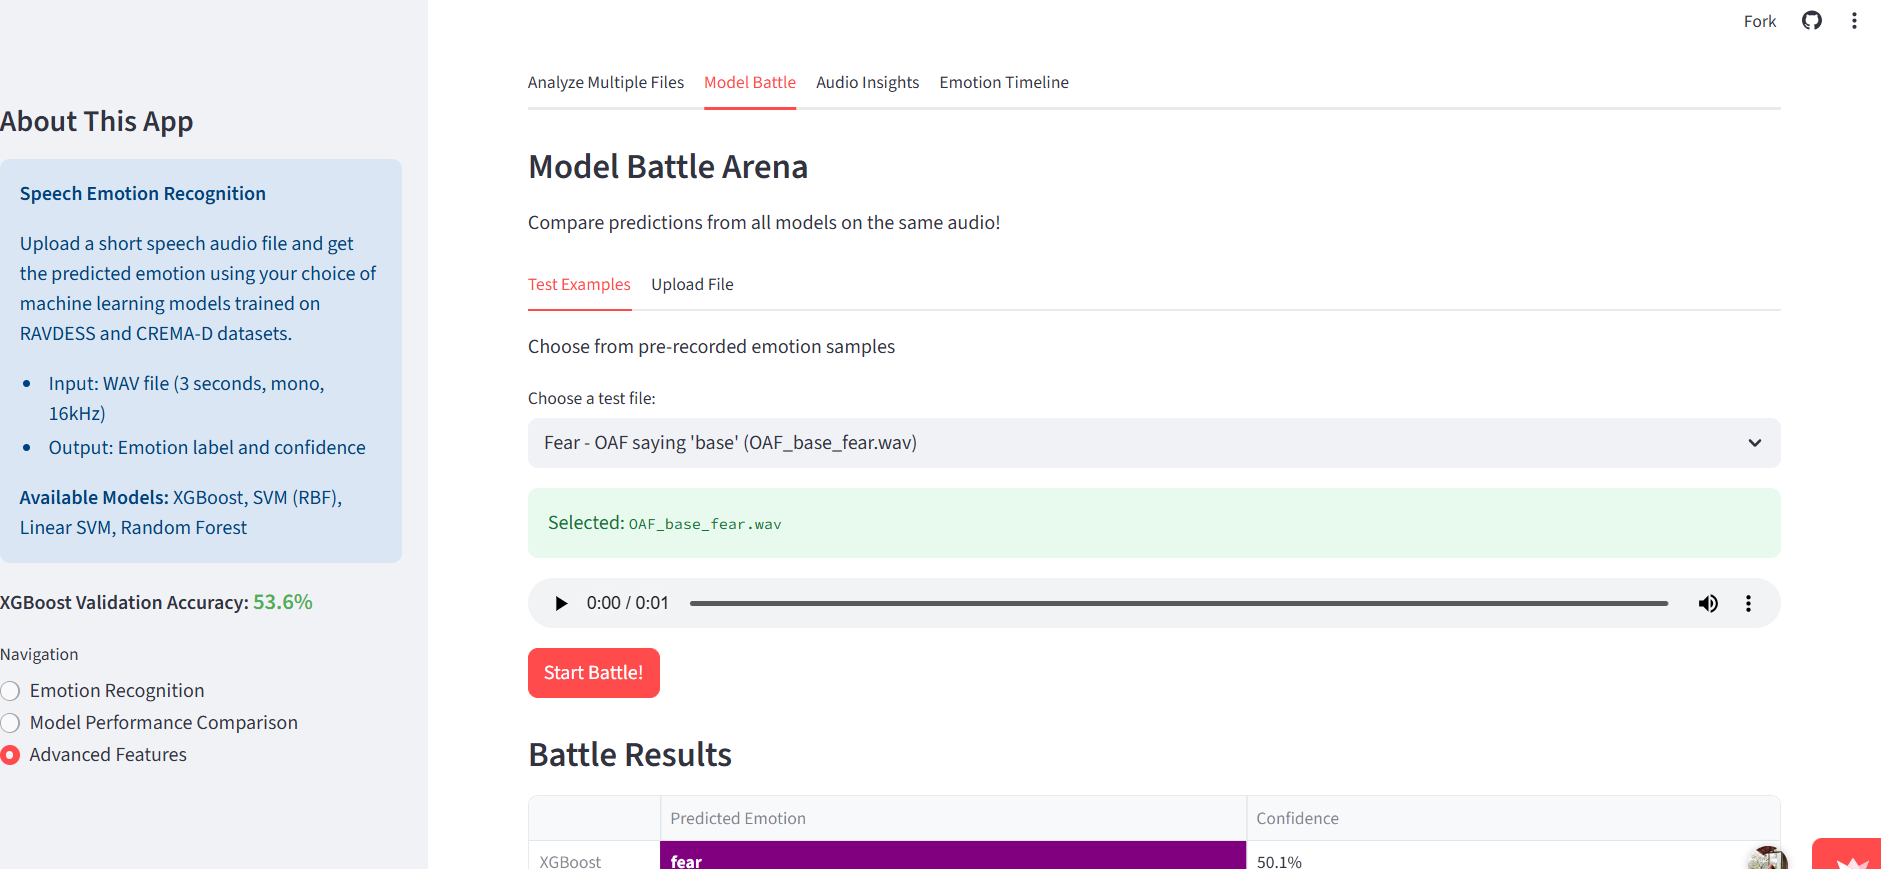 Fork
About This App
Speech Emotion Recognition
Upload a short speech audio file and get
the predicted emotion using your choice of
machine learning models trained on
RAVDESS and CREMA-D datasets.
Input: WAV file (3 seconds, mono,
16kHz)
Output: Emotion label and confidence
Available Models: XGBoost, SVM (RBF),
Linear SVM, Random Forest
XGBoost Validation Accuracy: 53.6%
Navigation
Emotion Recognition
Model Performance Comparison
Advanced Features
Analyze Multiple Files Model Battle Audio Insights Emotion Timeline
Model Battle Arena
Compare predictions from all models on the same audio!
Test Examples Upload File
Choose from pre-recorded emotion samples
Choose a test file:
Fear - OAF saying 'base' (OAF_base_fear.wav)
Selected: OAF_base_fear.wav
0:00 / 0:01
Start Battle!
Battle Results
Predicted Emotion Confidence
XGBoost fear 50.1%